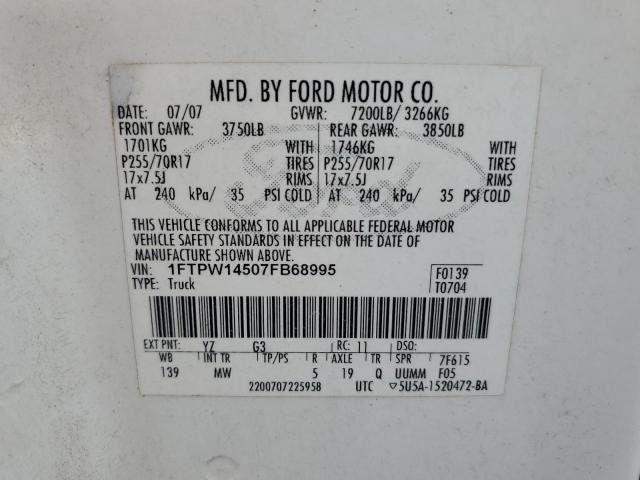 MFD. BY FORD MOTOR CO.
DATE: 07/07 GVWR: 7200LB/ 3266KG
FRONT GAWR: 3750LB REAR GAWR: 3850LB
1701KG WITH 1746KG WITH
P255/70R17 TIRES P255/70R17 TIRES
17x7.5J RIMS 17x7.5J RIMS
AT 240 kPa/ 35 PSI COLD AT 240 kPa/ 35 PSI COLD
THIS VEHICLE CONFORMS TO ALL APPLICABLE FEDERAL MOTOR
VEHICLE SAFETY STANDARDS IN EFFECT ON THE DATE OF
MANUFACTURE SHOWN ABOVE.
VIN: 1FTPW14507FB68995 F0139
TYPE: Truck T0704
EXT PNT: YZ G3 RC: 11 DSO:
WB INT TR TP/PS R AXLE TR SPR 7F615
139 MW 5 19 Q UUMM F05
2200707225958 UTC ▽5U5A-1520472-BA
Ford